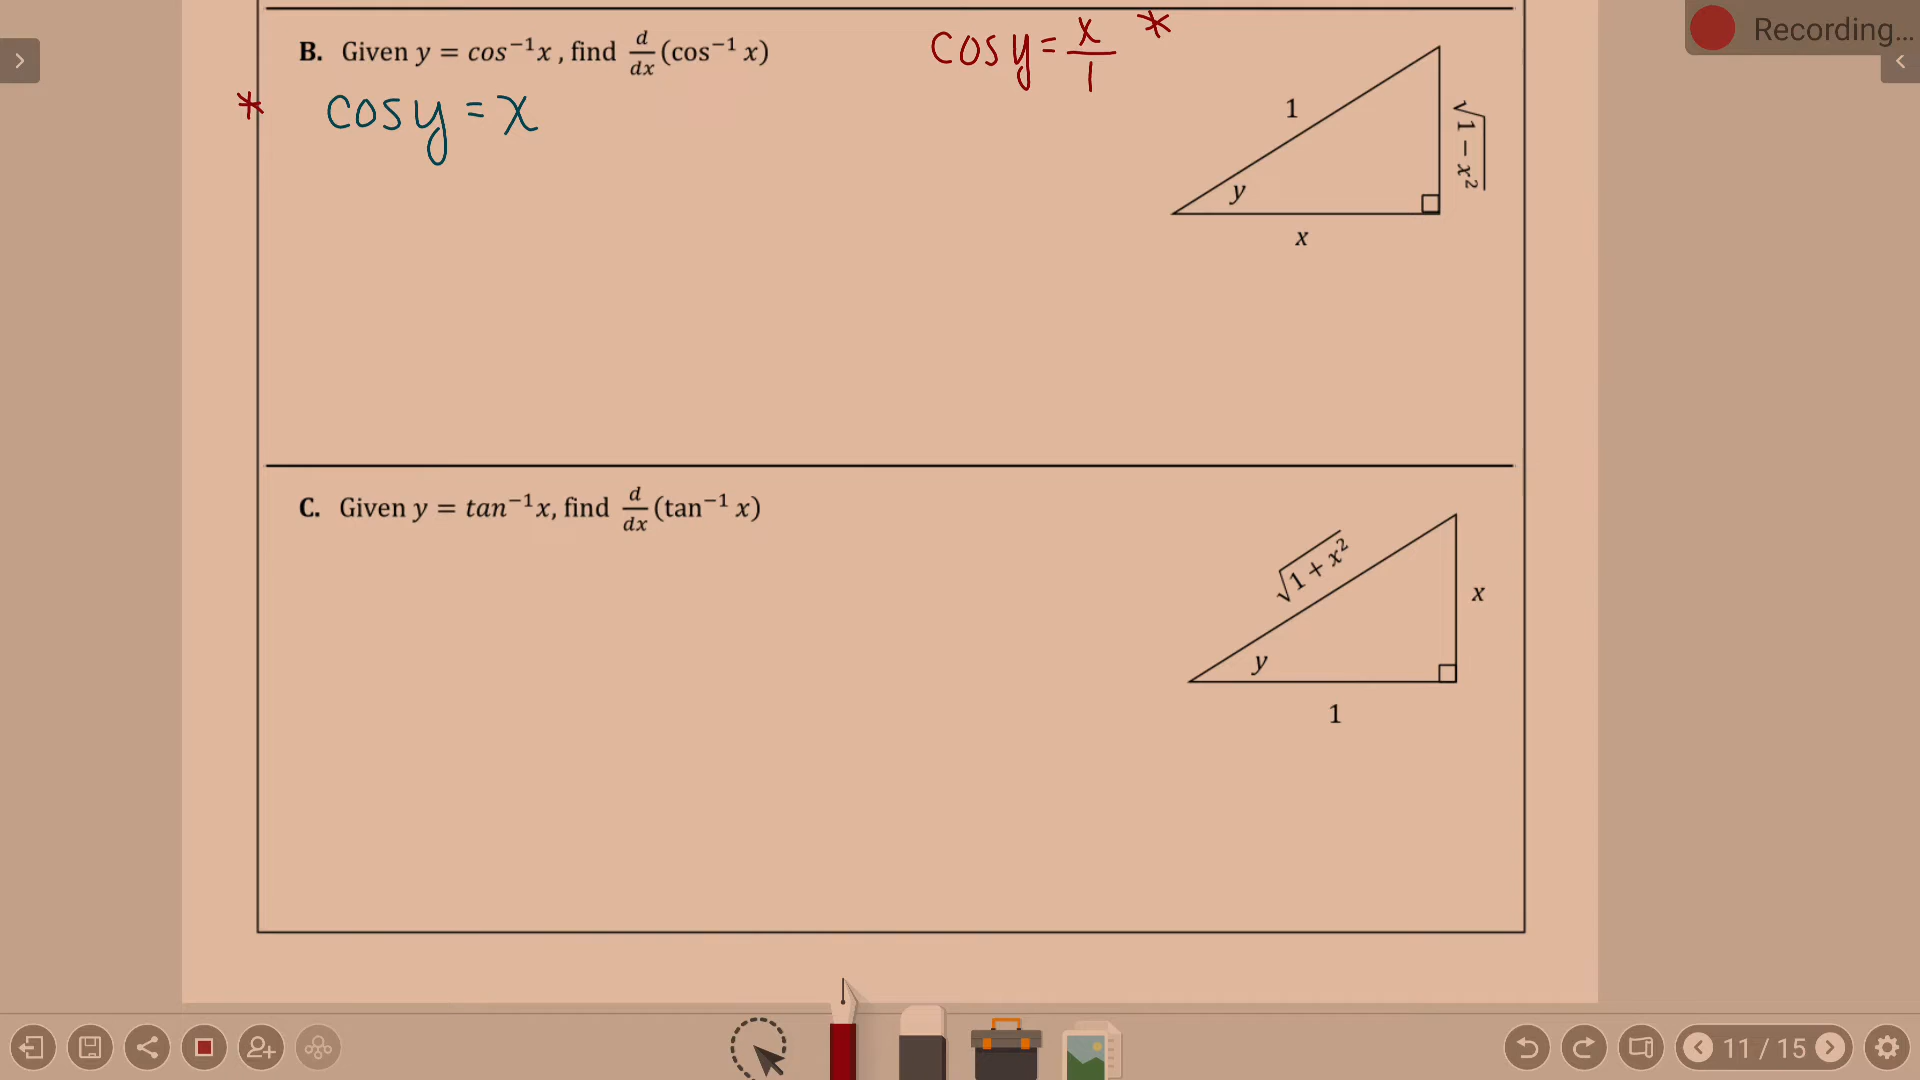 Recording...
B. Given y = cos⁻¹x , find d/dx (cos⁻¹ x)
cos y = x/1 *
* cos y = x
1
√1 − x²
y
x
C. Given y = tan⁻¹x, find d/dx (tan⁻¹ x)
√1 + x²
x
y
1
11 / 15